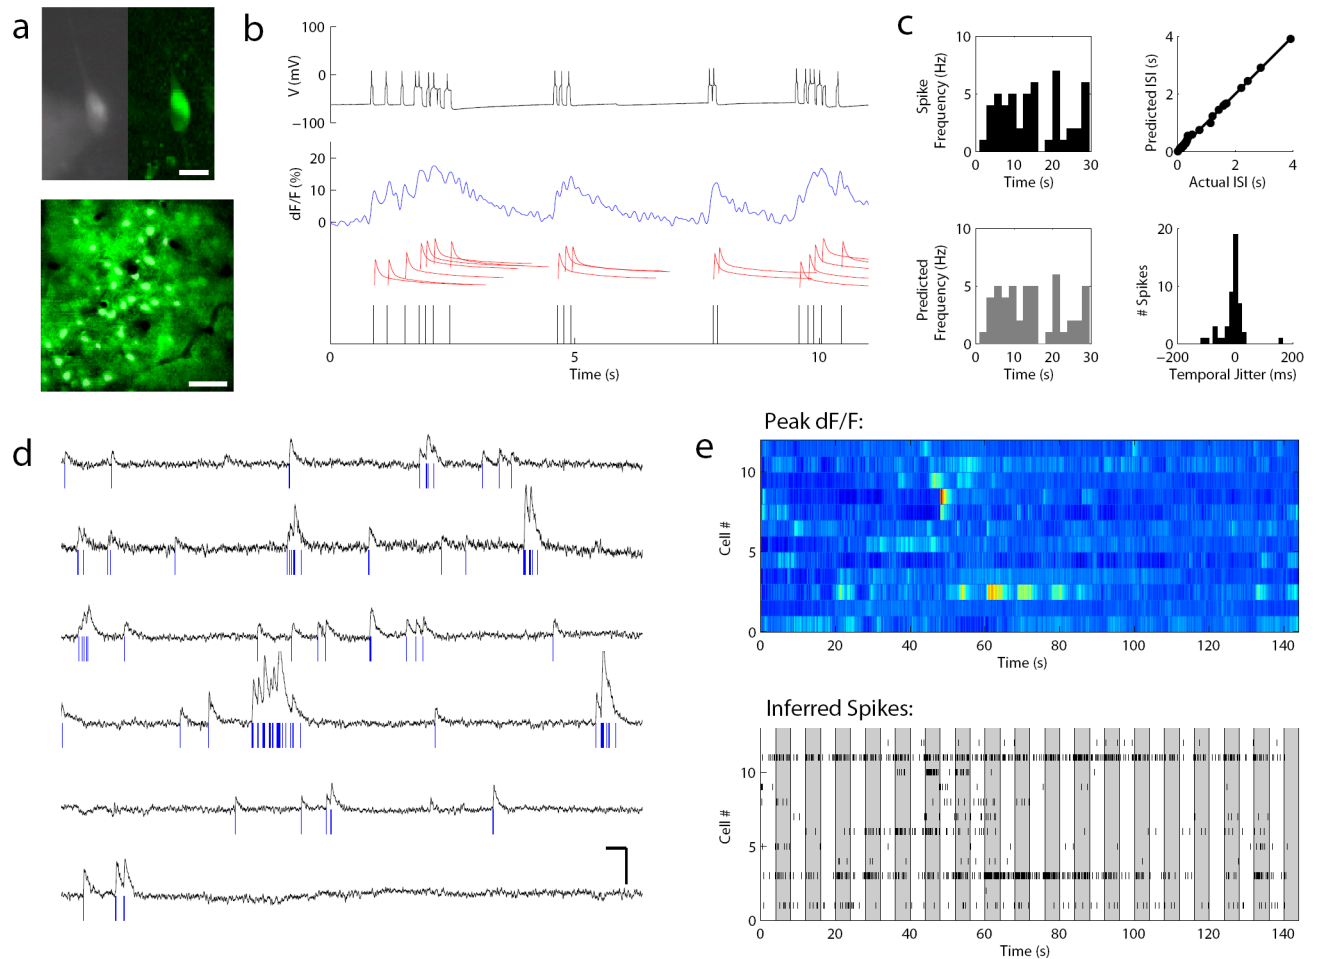 a
b
100
0
−100
V (mV)
20
10
0
dF/F (%)
0
5
10
Time (s)
c
10
5
0
Spike
Frequency (Hz)
0
10
20
30
Time (s)
4
2
0
Predicted ISI (s)
0
2
4
Actual ISI (s)
10
5
0
Predicted
Frequency (Hz)
0
10
20
30
Time (s)
20
10
0
# Spikes
−200
0
200
Temporal Jitter (ms)
d
e
Peak dF/F:
10
5
0
Cell #
0
20
40
60
80
100
120
140
Time (s)
Inferred Spikes:
10
5
0
Cell #
0
20
40
60
80
100
120
140
Time (s)